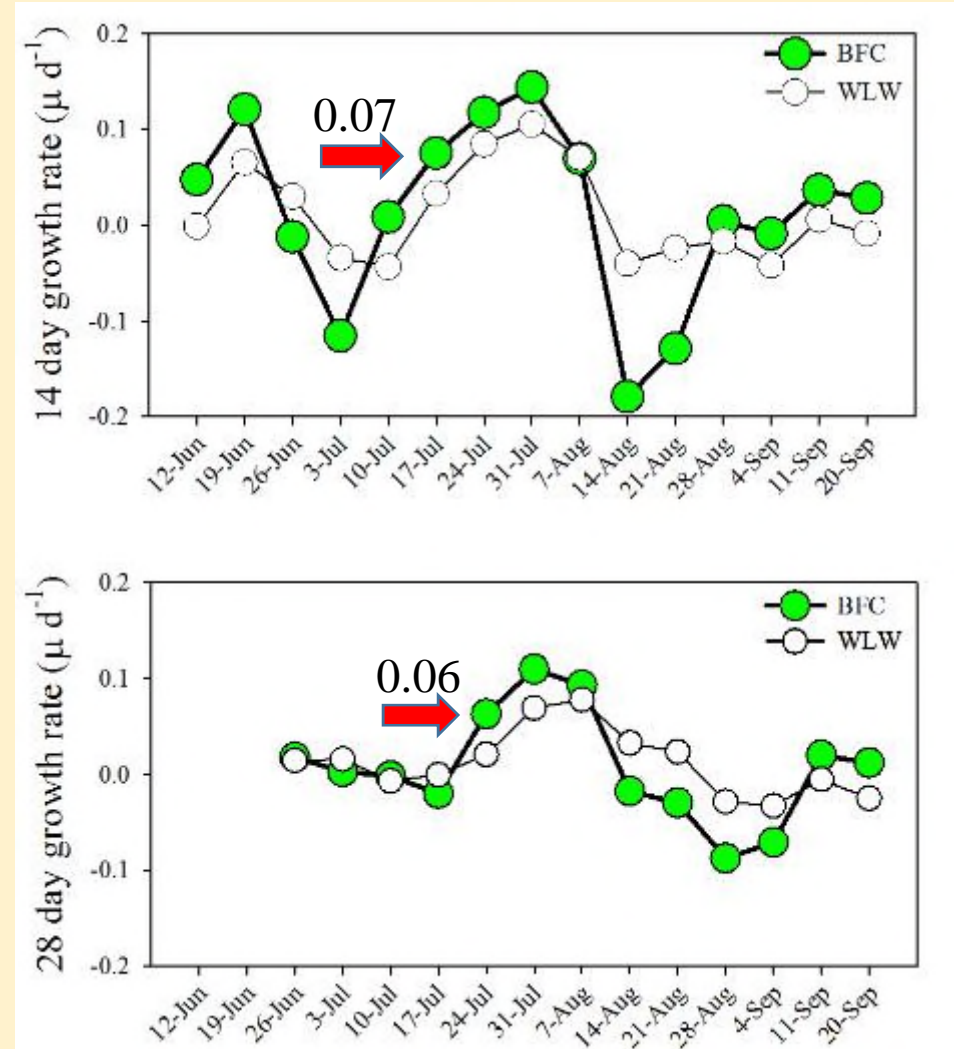 0.2
BFC
WLW
0.07
0.1
0.0
-0.1
-0.2
14 day growth rate (μ d-1)
12-Jun
19-Jun
26-Jun
3-Jul
10-Jul
17-Jul
24-Jul
31-Jul
7-Aug
14-Aug
21-Aug
28-Aug
4-Sep
11-Sep
20-Sep
0.2
BFC
WLW
0.06
0.1
0.0
-0.1
-0.2
28 day growth rate (μ d-1)
12-Jun
19-Jun
26-Jun
3-Jul
10-Jul
17-Jul
24-Jul
31-Jul
7-Aug
14-Aug
21-Aug
28-Aug
4-Sep
11-Sep
20-Sep